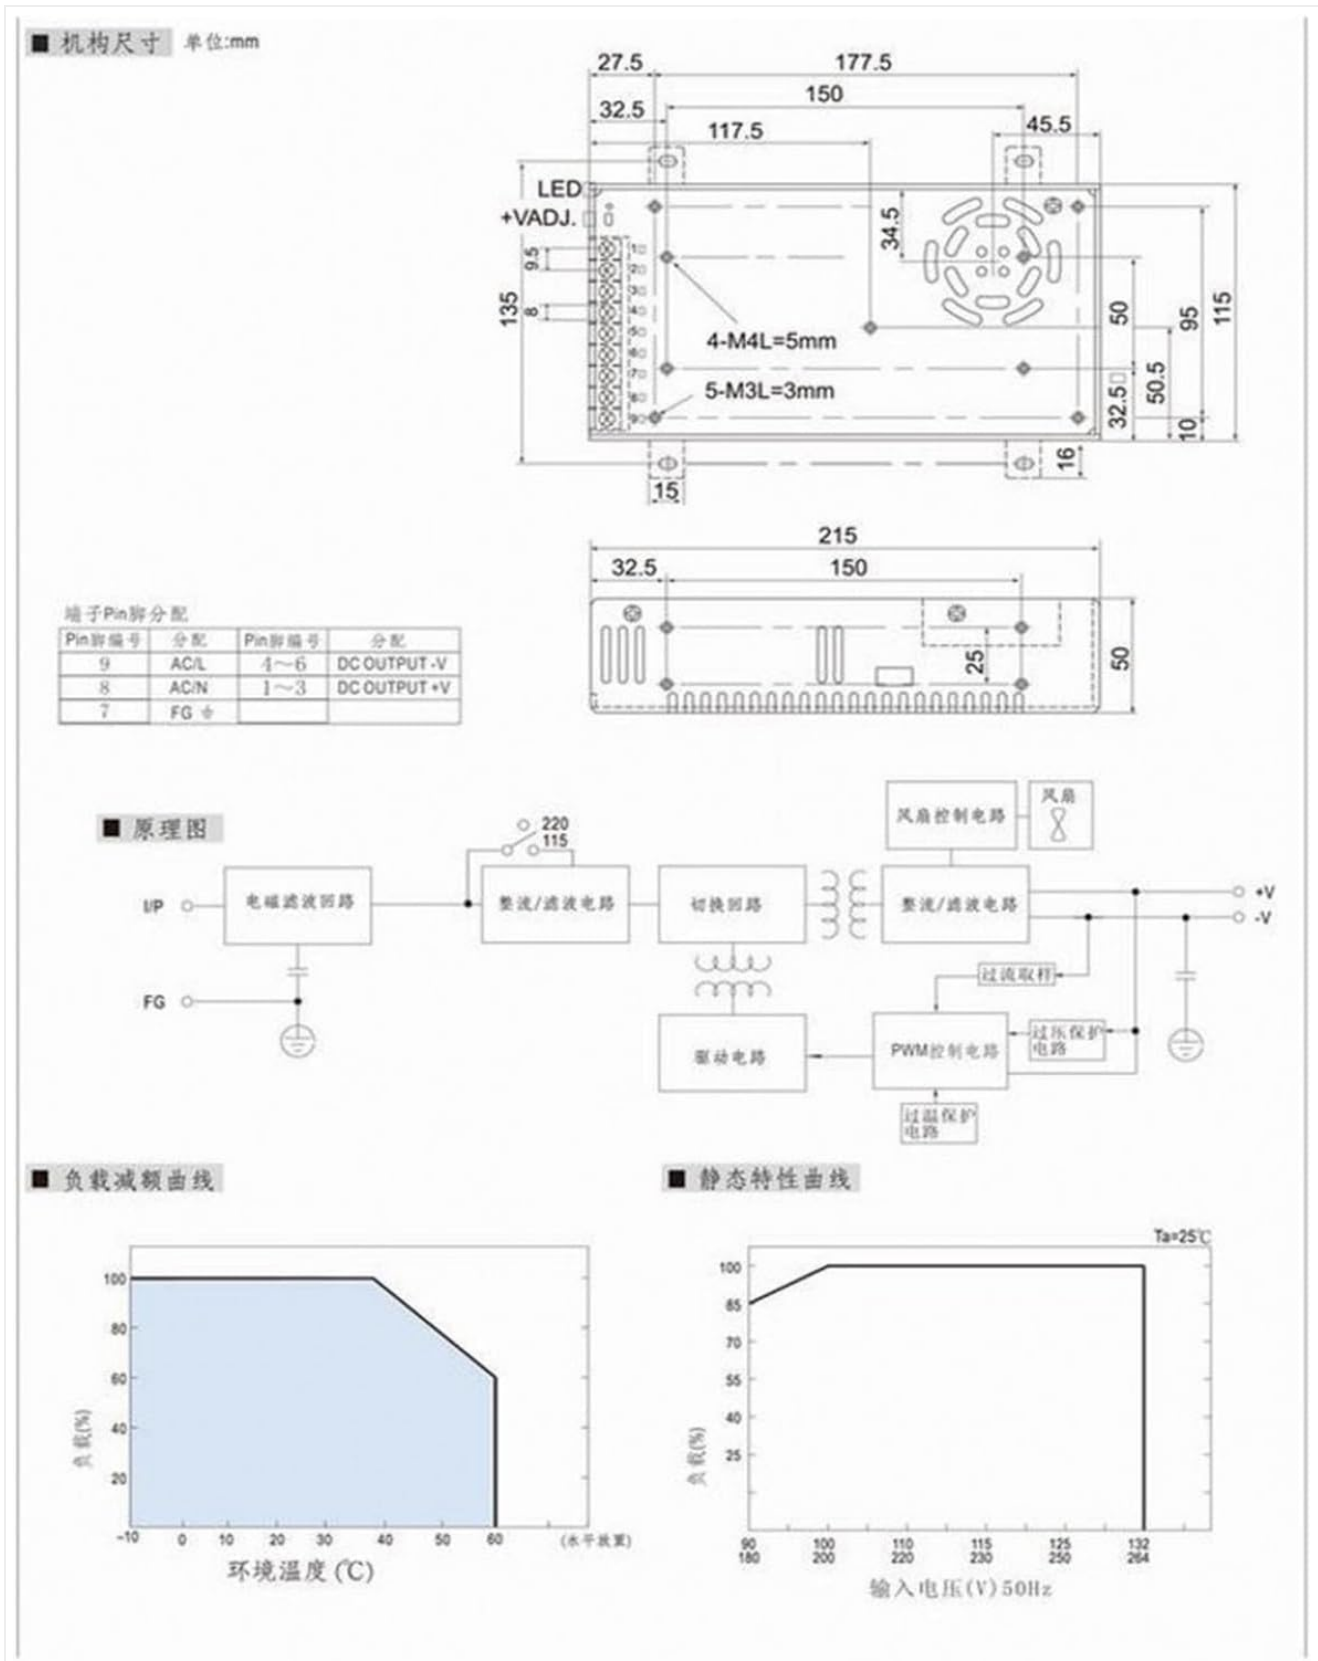 ■ 机构尺寸 单位:mm
27.5
177.5
150
32.5
117.5
45.5
LED
+VADJ.
34.5
9.5
8
135
1
2
3
4
5
6
7
8
9
4-M4L=5mm
5-M3L=3mm
50
95
115
50.5
32.5
10
16
15
215
32.5
150
25
50
端子Pin脚分配
Pin脚编号 分配 Pin脚编号 分配
9 AC/L 4~6 DC OUTPUT -V
8 AC/N 1~3 DC OUTPUT +V
7 FG ⏚
■ 原理图
220
115
风扇控制电路
风扇
I/P
电磁滤波回路
整流/滤波电路
切换回路
整流/滤波电路
+V
-V
过流取样
FG
驱动电路
PWM控制电路
过压保护
电路
过温保护
电路
■ 负载减额曲线
100
80
60
40
20
负载(%)
-10 0 10 20 30 40 50 60 (水平放置)
环境温度(℃)
■ 静态特性曲线
Ta=25℃
100
85
70
55
40
25
负载(%)
90 100 110 115 125 132
180 200 220 230 250 264
输入电压(V)50Hz